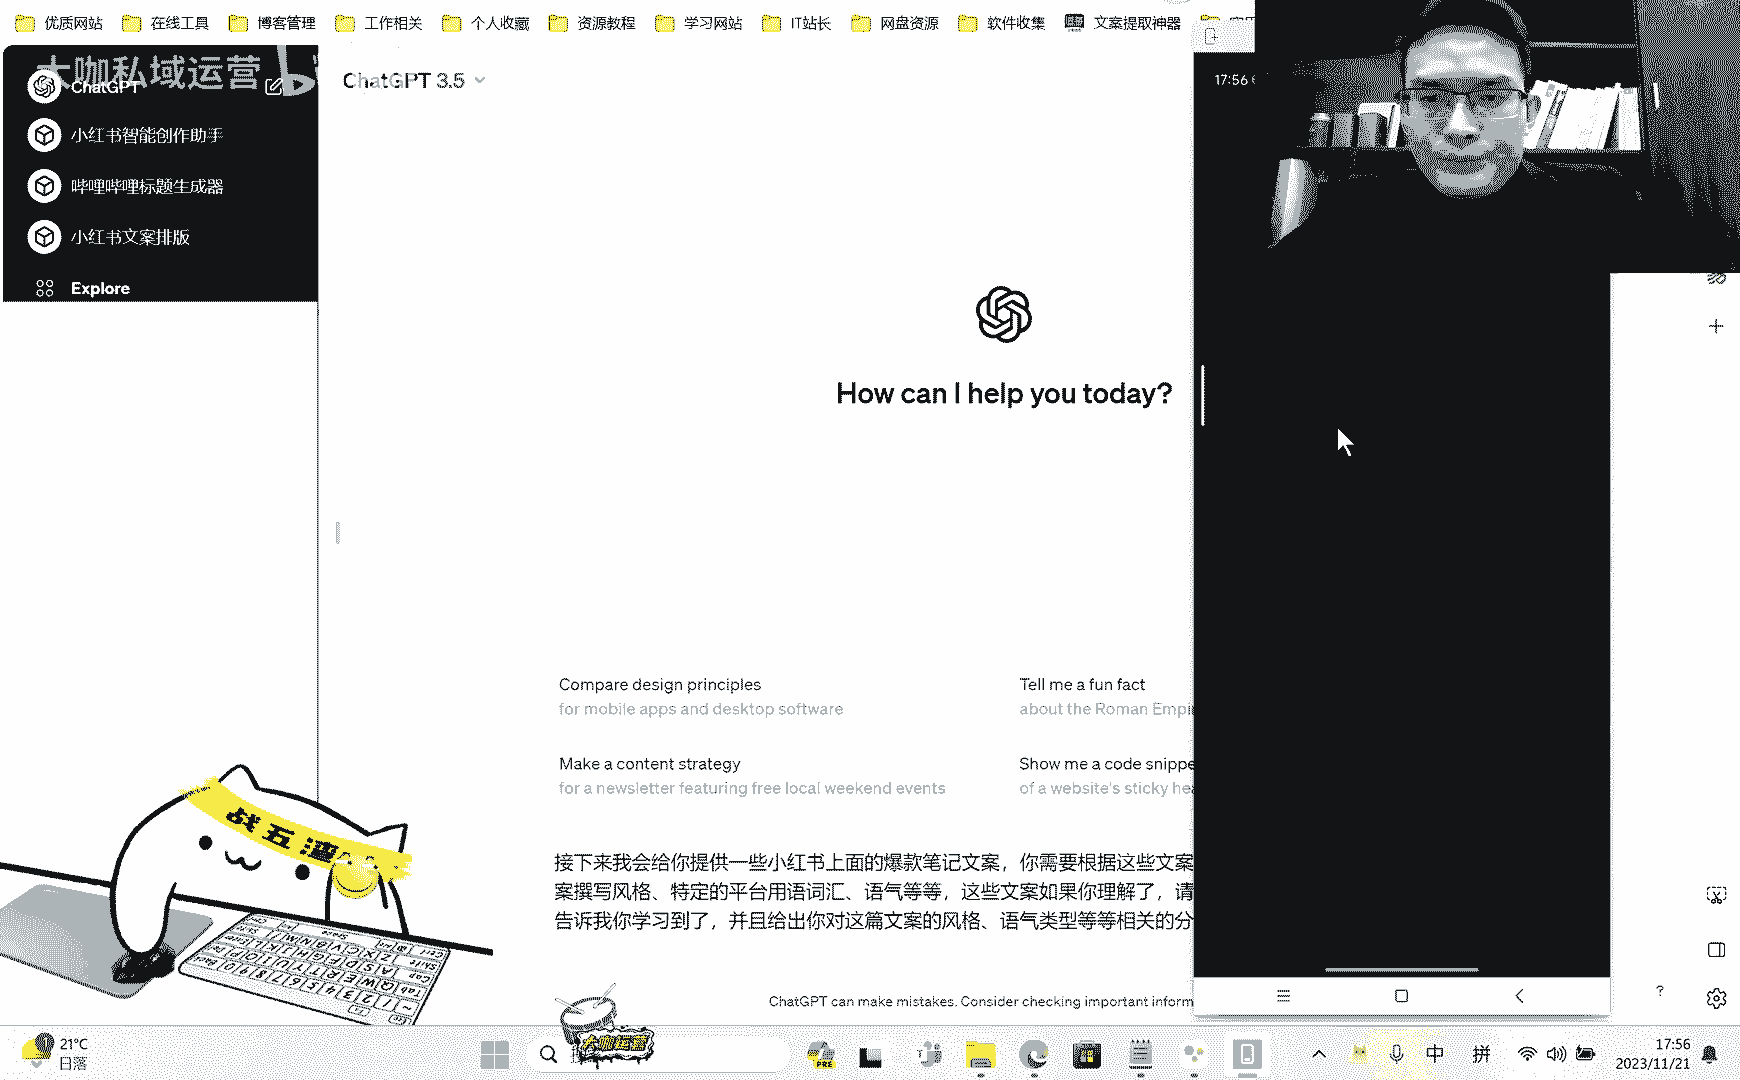 优质网站 在线工具 博客管理 工作相关 个人收藏 资源教程 学习网站 IT站长 网盘资源 软件收集 文案提取神器
大咖私域运营
ChatGPT
小红书智能创作助手
哔哩哔哩标题生成器
小红书文案排版
Explore
ChatGPT 3.5
17:56
How can I help you today?
Compare design principles
for mobile apps and desktop software
Tell me a fun fact
about the Roman Empi
Make a content strategy
for a newsletter featuring free local weekend events
Show me a code snippe
of a website's sticky hea
接下来我会给你提供一些小红书上面的爆款笔记文案，你需要根据这些文案
案撰写风格、特定的平台用语词汇、语气等等，这些文案如果你理解了，请
告诉我你学习到了，并且给出你对这篇文案的风格、语气类型等等相关的分
ChatGPT can make mistakes. Consider checking important inform
战五渣
大咖运营
21°C
日落
PRE
中 拼
17:56
2023/11/21